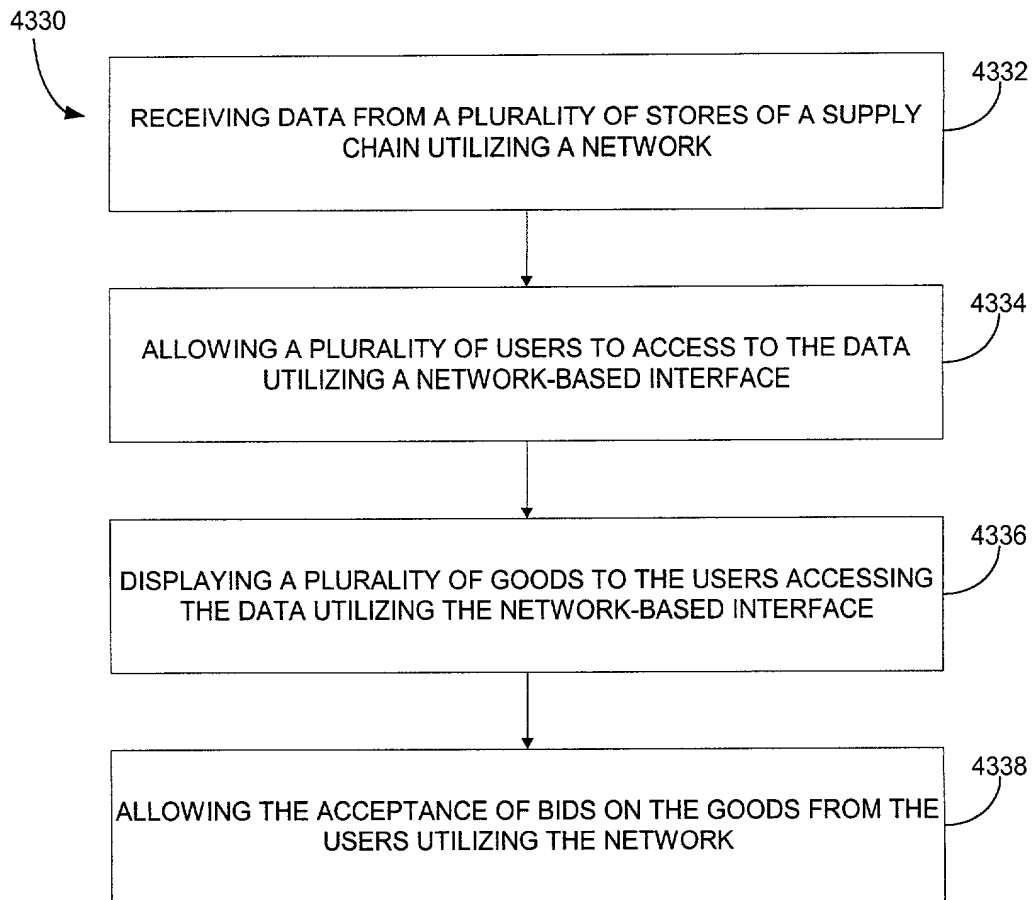 4330
4332
RECEIVING DATA FROM A PLURALITY OF STORES OF A SUPPLY
CHAIN UTILIZING A NETWORK
4334
ALLOWING A PLURALITY OF USERS TO ACCESS TO THE DATA
UTILIZING A NETWORK-BASED INTERFACE
4336
DISPLAYING A PLURALITY OF GOODS TO THE USERS ACCESSING
THE DATA UTILIZING THE NETWORK-BASED INTERFACE
4338
ALLOWING THE ACCEPTANCE OF BIDS ON THE GOODS FROM THE
USERS UTILIZING THE NETWORK